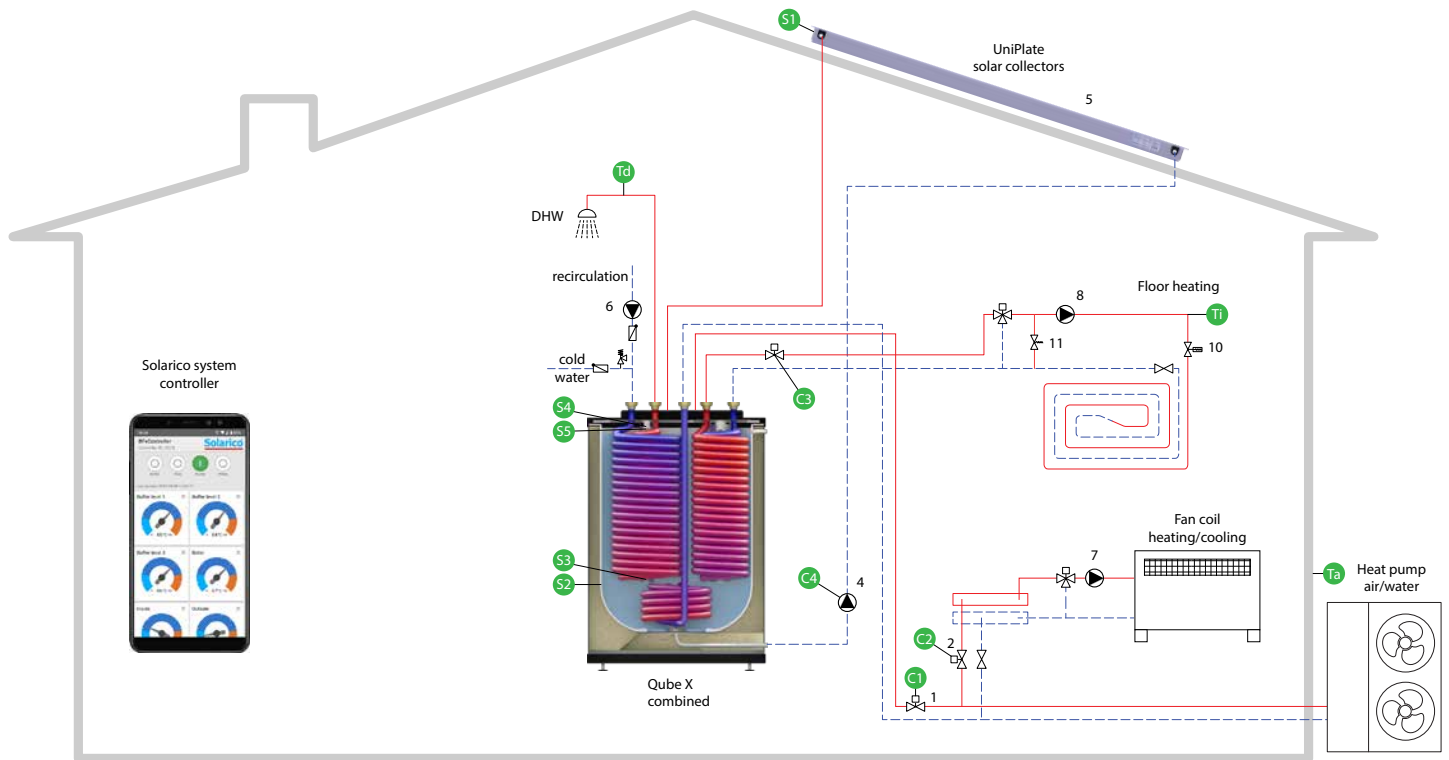 S1
UniPlate
solar collectors
5
Td
DHW
recirculation
6
cold
water
8
Floor heating
Ti
11
10
C3
Solarico system
controller
S4
S5
Solarico
Buffer level 1
Buffer level 2
Buffer level 3
Boiler
Inside
Outside
S3
S2
C4
4
Fan coil
heating/cooling
7
Ta
Heat pump
air/water
C2
2
C1
1
Qube X
combined